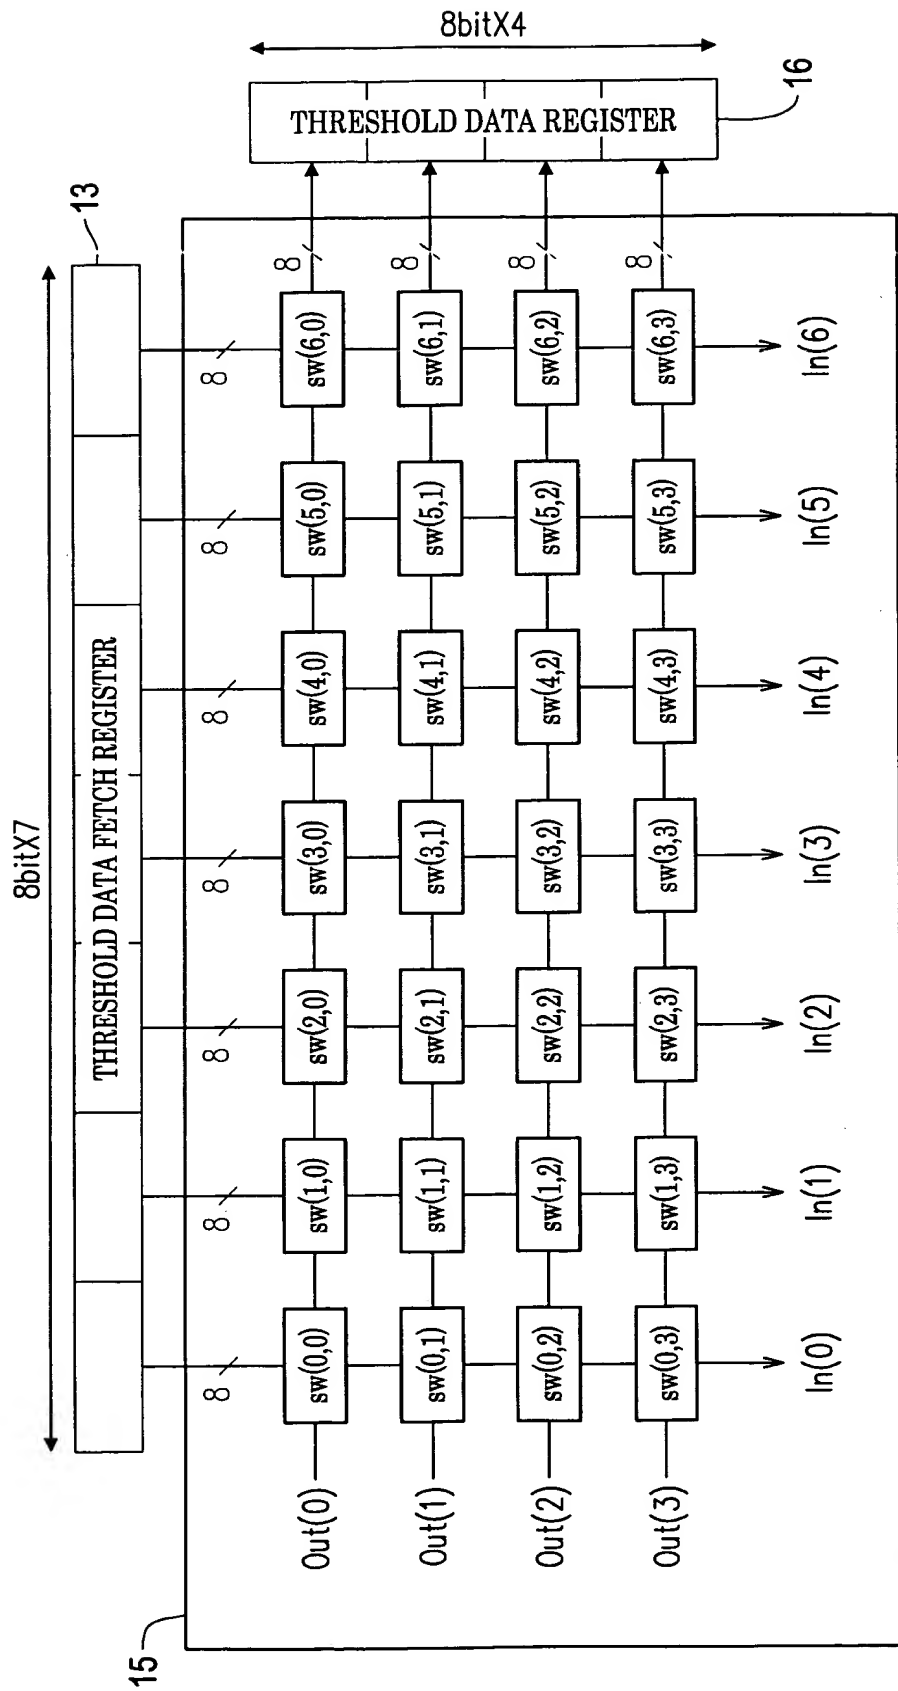 8bitX7
13
THRESHOLD DATA FETCH REGISTER
8bitX4
THRESHOLD DATA REGISTER
16
15
8 8 8 8 8 8 8
Out(0) sw(0,0) sw(1,0) sw(2,0) sw(3,0) sw(4,0) sw(5,0) sw(6,0) 8
Out(1) sw(0,1) sw(1,1) sw(2,1) sw(3,1) sw(4,1) sw(5,1) sw(6,1) 8
Out(2) sw(0,2) sw(1,2) sw(2,2) sw(3,2) sw(4,2) sw(5,2) sw(6,2) 8
Out(3) sw(0,3) sw(1,3) sw(2,3) sw(3,3) sw(4,3) sw(5,3) sw(6,3) 8
In(0) In(1) In(2) In(3) In(4) In(5) In(6)